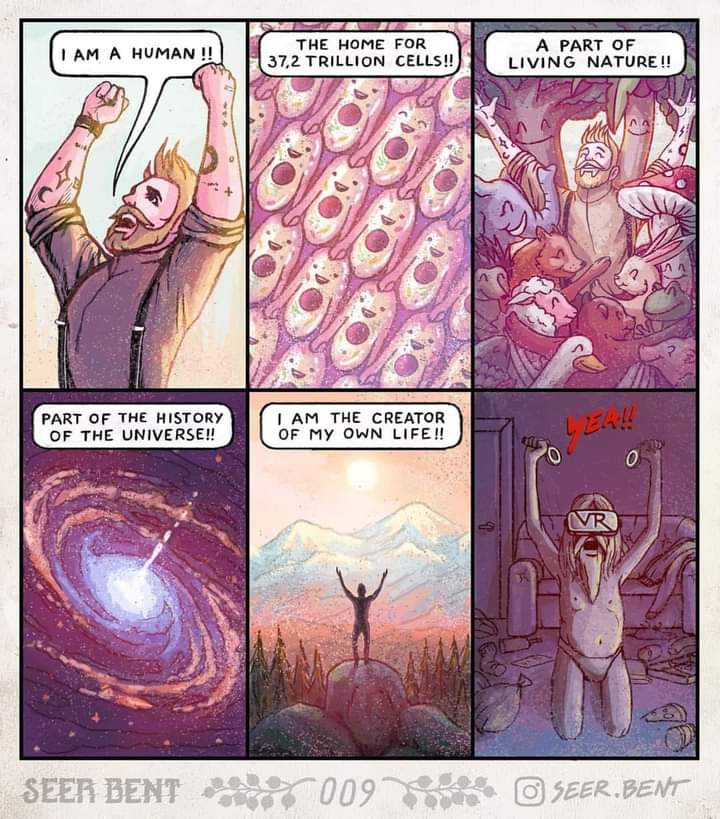 I AM A HUMAN!!
THE HOME FOR
37,2 TRILLION CELLS!!
A PART OF
LIVING NATURE!!
PART OF THE HISTORY
OF THE UNIVERSE!!
I AM THE CREATOR
OF MY OWN LIFE!!
YEA!!
VR
SEER BENT 009 SEER.BENT